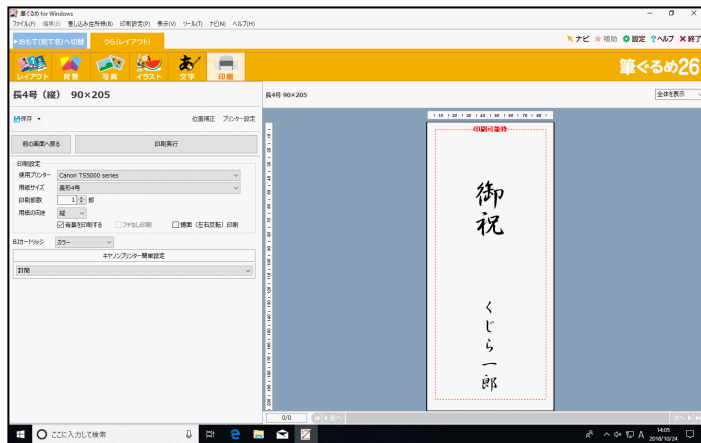 筆ぐるめ for Windows
ファイル(F) 編集(E) 差し込み住所録(B) 印刷設定(P) 表示(V) ツール(T) ナビ(N) ヘルプ(H)
▶おもて(宛て名)へ切替 うら(レイアウト) ナビ 補助 設定 ?ヘルプ ×終了
レイアウト 背景 写真 イラスト 文字 印刷 筆ぐるめ26
長4号（縦） 90×205
長4号 90×205 全体を表示
保存 ▼ 位置補正 プリンター設定
前の画面へ戻る 印刷実行
印刷設定
使用プリンター Canon TS5000 series
用紙サイズ 長形4号
印刷部数 1 部
用紙の向き 縦
背景を印刷する フチなし印刷 鏡面（左右反転）印刷
BJカートリッジ カラー
キヤノンプリンター簡単設定
封筒
印刷可能枠
御祝
くじら一郎
0/0 前へ 次へ
ここに入力して検索
A 14:05
2018/10/24